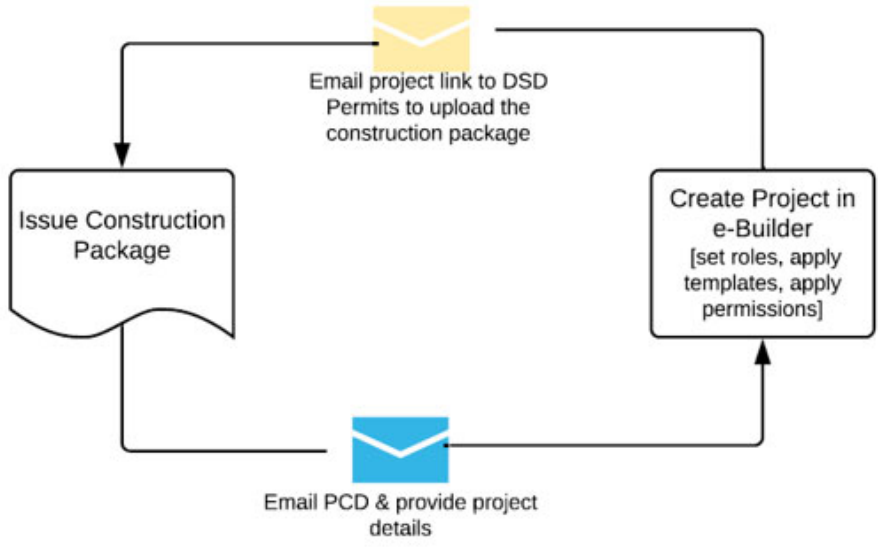 Email project link to DSD
Permits to upload the
construction package
Issue Construction
Package
Create Project in
e-Builder
[set roles, apply
templates, apply
permissions]
Email PCD & provide project
details